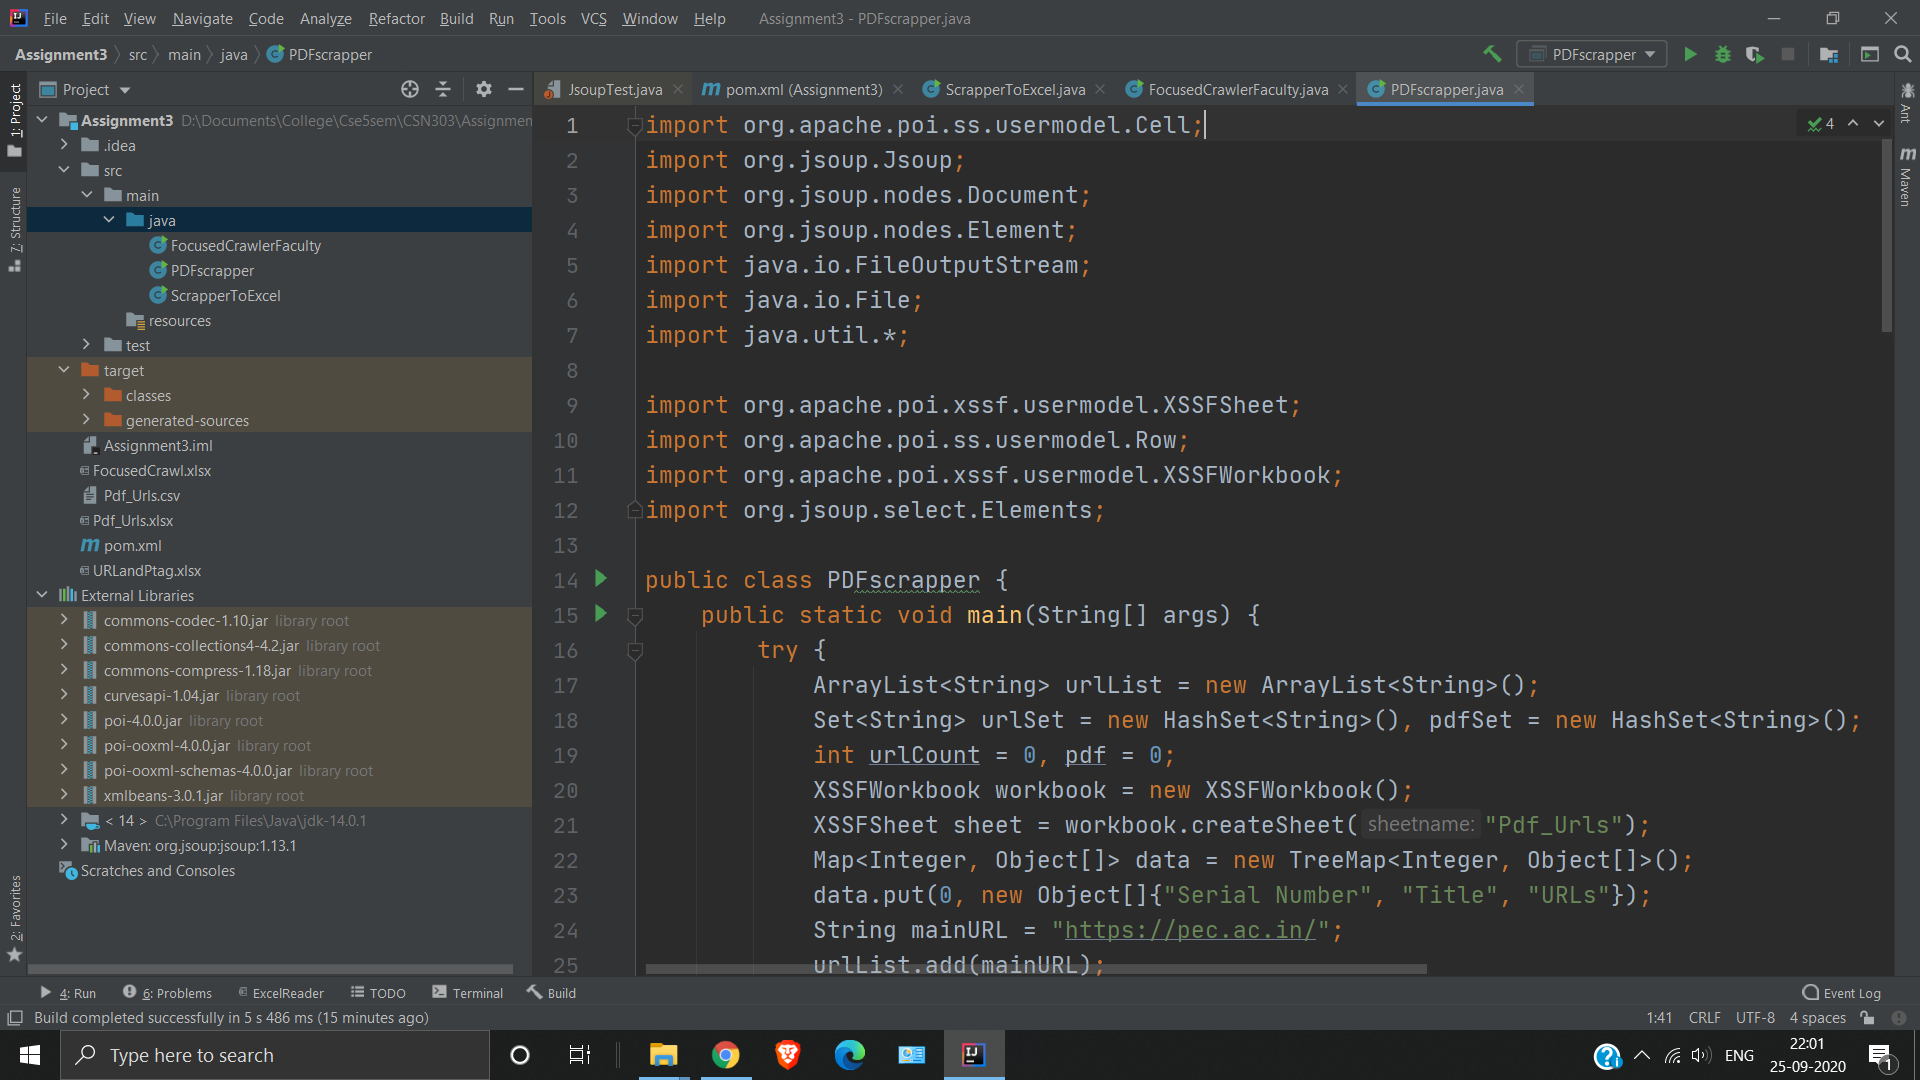 File Edit View Navigate Code Analyze Refactor Build Run Tools VCS Window Help Assignment3 - PDFscrapper.java
Assignment3 src main java PDFscrapper PDFscrapper
Project JsoupTest.java pom.xml (Assignment3) ScrapperToExcel.java FocusedCrawlerFaculty.java PDFscrapper.java
1: Project
7: Structure
2: Favorites
Assignment3 D:\Documents\College\Cse5sem\CSN303\Assignmen
.idea
src
main
java
FocusedCrawlerFaculty
PDFscrapper
ScrapperToExcel
resources
test
target
classes
generated-sources
Assignment3.iml
FocusedCrawl.xlsx
Pdf_Urls.csv
Pdf_Urls.xlsx
pom.xml
URLandPtag.xlsx
External Libraries
commons-codec-1.10.jar library root
commons-collections4-4.2.jar library root
commons-compress-1.18.jar library root
curvesapi-1.04.jar library root
poi-4.0.0.jar library root
poi-ooxml-4.0.0.jar library root
poi-ooxml-schemas-4.0.0.jar library root
xmlbeans-3.0.1.jar library root
< 14 > C:\Program Files\Java\jdk-14.0.1
Maven: org.jsoup:jsoup:1.13.1
Scratches and Consoles
1 import org.apache.poi.ss.usermodel.Cell;
2 import org.jsoup.Jsoup;
3 import org.jsoup.nodes.Document;
4 import org.jsoup.nodes.Element;
5 import java.io.FileOutputStream;
6 import java.io.File;
7 import java.util.*;
8
9 import org.apache.poi.xssf.usermodel.XSSFSheet;
10 import org.apache.poi.ss.usermodel.Row;
11 import org.apache.poi.xssf.usermodel.XSSFWorkbook;
12 import org.jsoup.select.Elements;
13
14 public class PDFscrapper {
15 public static void main(String[] args) {
16 try {
17 ArrayList<String> urlList = new ArrayList<String>();
18 Set<String> urlSet = new HashSet<String>(), pdfSet = new HashSet<String>();
19 int urlCount = 0, pdf = 0;
20 XSSFWorkbook workbook = new XSSFWorkbook();
21 XSSFSheet sheet = workbook.createSheet( sheetname: "Pdf_Urls");
22 Map<Integer, Object[]> data = new TreeMap<Integer, Object[]>();
23 data.put(0, new Object[]{"Serial Number", "Title", "URLs"});
24 String mainURL = "https://pec.ac.in/";
25 urlList.add(mainURL);
4
Ant
m Maven
4: Run 6: Problems ExcelReader TODO Terminal Build Event Log
Build completed successfully in 5 s 486 ms (15 minutes ago) 1:41 CRLF UTF-8 4 spaces
Type here to search ENG 22:01
25-09-2020 1